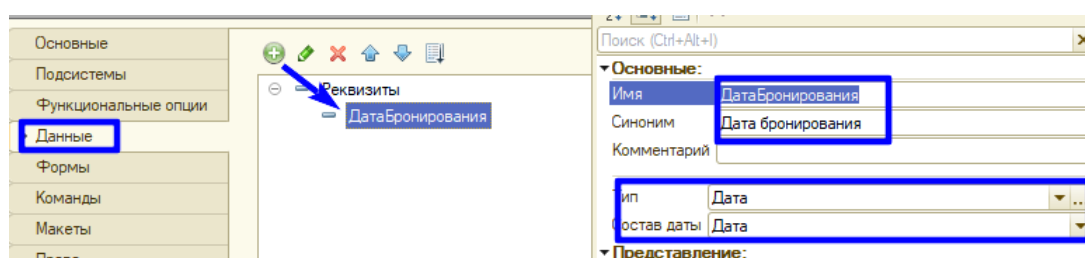 Основные
Подсистемы
Функциональные опции
Данные
Формы
Команды
Макеты
Реквизиты
ДатаБронирования
Поиск (Ctrl+Alt+I)
Основные:
Имя ДатаБронирования
Синоним Дата бронирования
Комментарий
Тип Дата
Состав даты Дата
Представление: